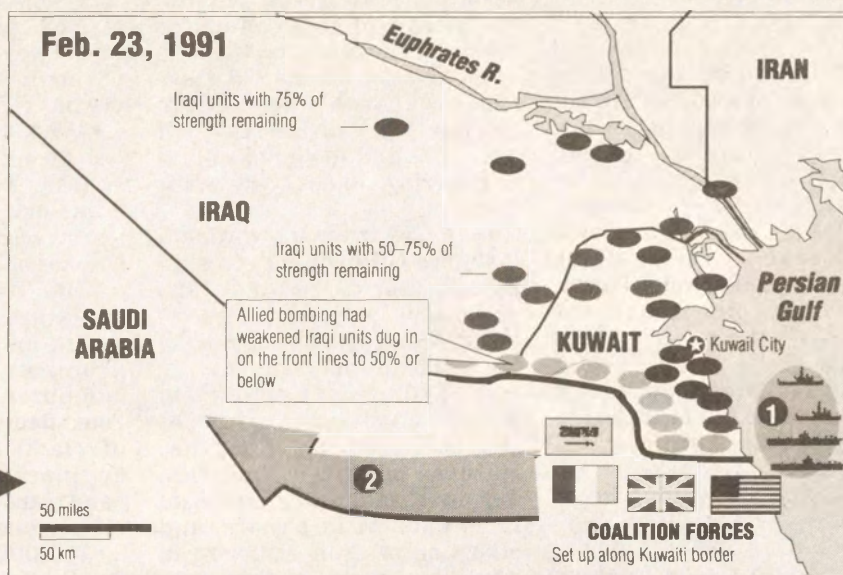 Feb. 23, 1991
Euphrates R.
IRAN
Iraqi units with 75% of
strength remaining
IRAQ
Iraqi units with 50–75% of
strength remaining
Persian
Gulf
SAUDI
ARABIA
Allied bombing had
weakened Iraqi units dug in
on the front lines to 50% or
below
KUWAIT
Kuwait City
1
2
50 miles
50 km
COALITION FORCES
Set up along Kuwaiti border